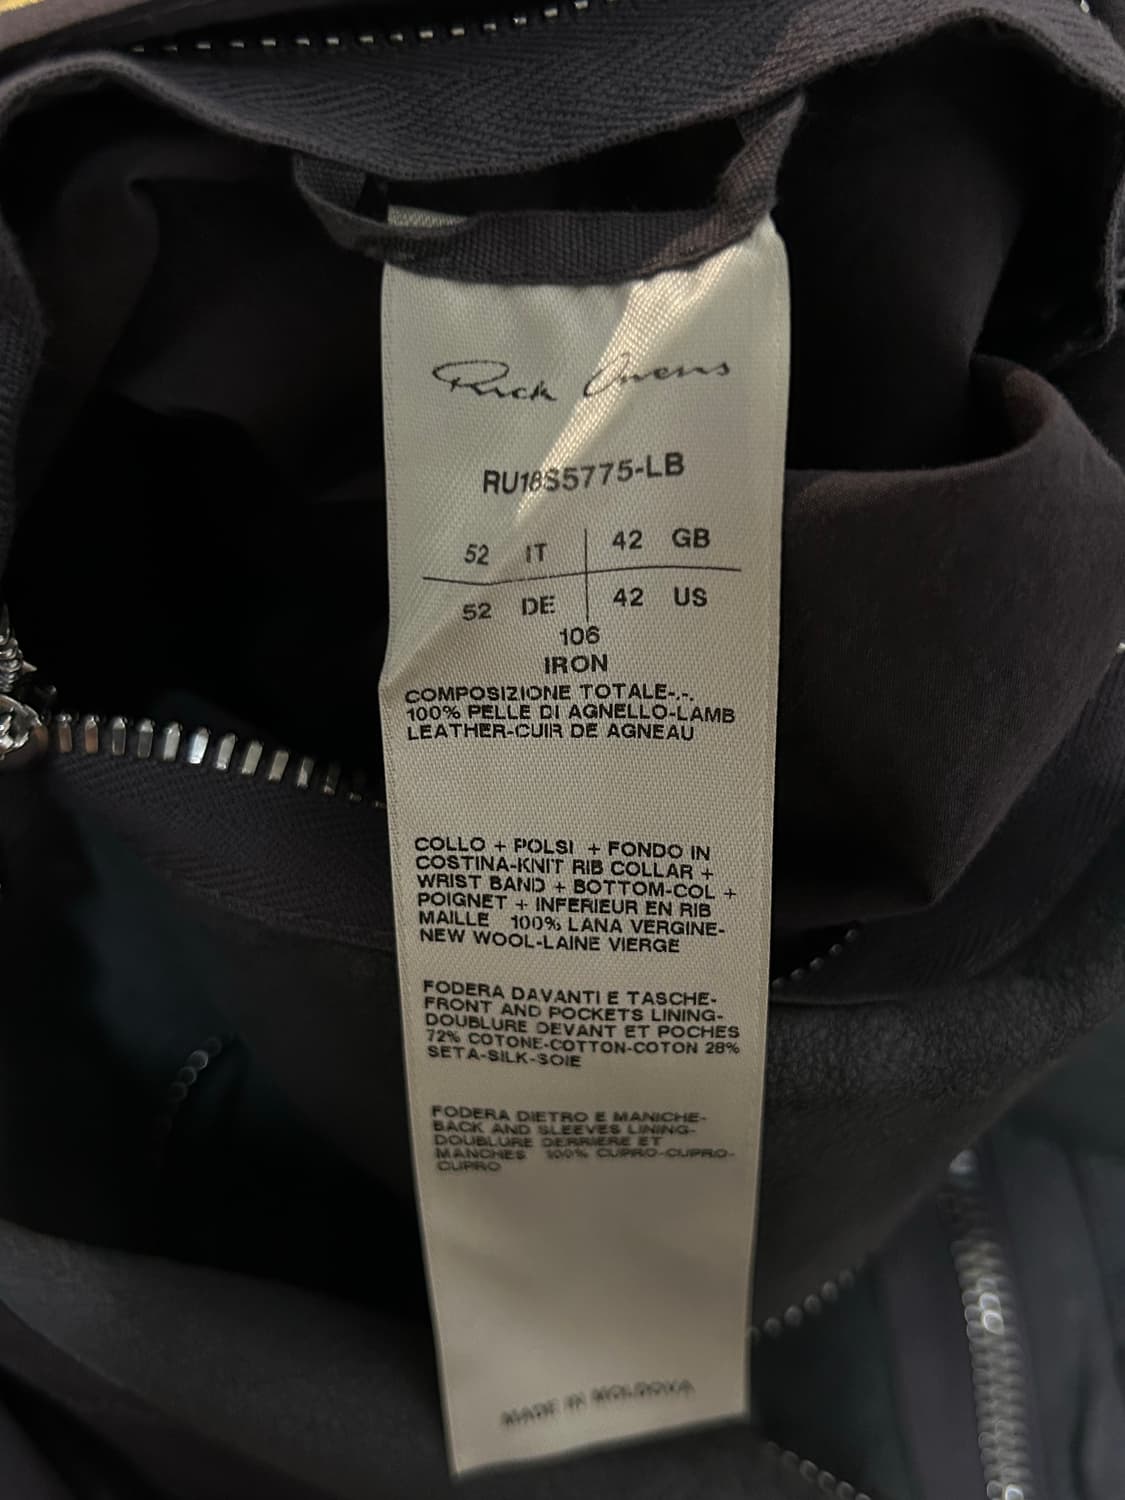 Rick Owens
RU18S5775-LB
52 IT 42 GB
52 DE 42 US
106
IRON
COMPOSIZIONE TOTALE-.-.
100% PELLE DI AGNELLO-LAMB
LEATHER-CUIR DE AGNEAU
COLLO + POLSI + FONDO IN
COSTINA-KNIT RIB COLLAR +
WRIST BAND + BOTTOM-COL +
POIGNET + INFERIEUR EN RIB
MAILLE 100% LANA VERGINE-
NEW WOOL-LAINE VIERGE
FODERA DAVANTI E TASCHE-
FRONT AND POCKETS LINING-
DOUBLURE DEVANT ET POCHES
72% COTONE-COTTON-COTON 28%
SETA-SILK-SOIE
FODERA DIETRO E MANICHE-
BACK AND SLEEVES LINING-
DOUBLURE DERRIERE ET
MANCHES 100% CUPRO-CUPRO-
CUPRO
MADE IN MOLDOVA